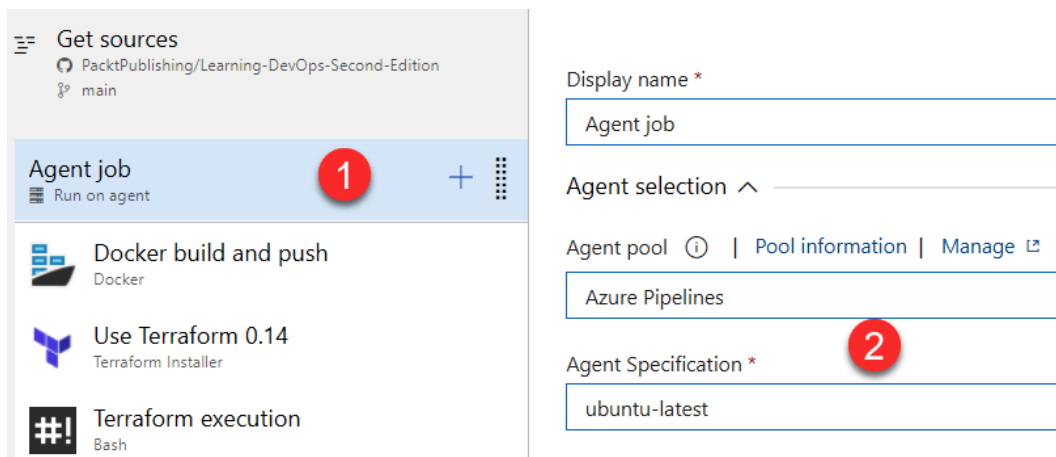 Get sources
PacktPublishing/Learning-DevOps-Second-Edition
main
Agent job
1
Run on agent
Docker build and push
Docker
Use Terraform 0.14
Terraform Installer
#!
Terraform execution
Bash
Display name *
Agent job
Agent selection
Agent pool | Pool information | Manage
Azure Pipelines
2
Agent Specification *
ubuntu-latest